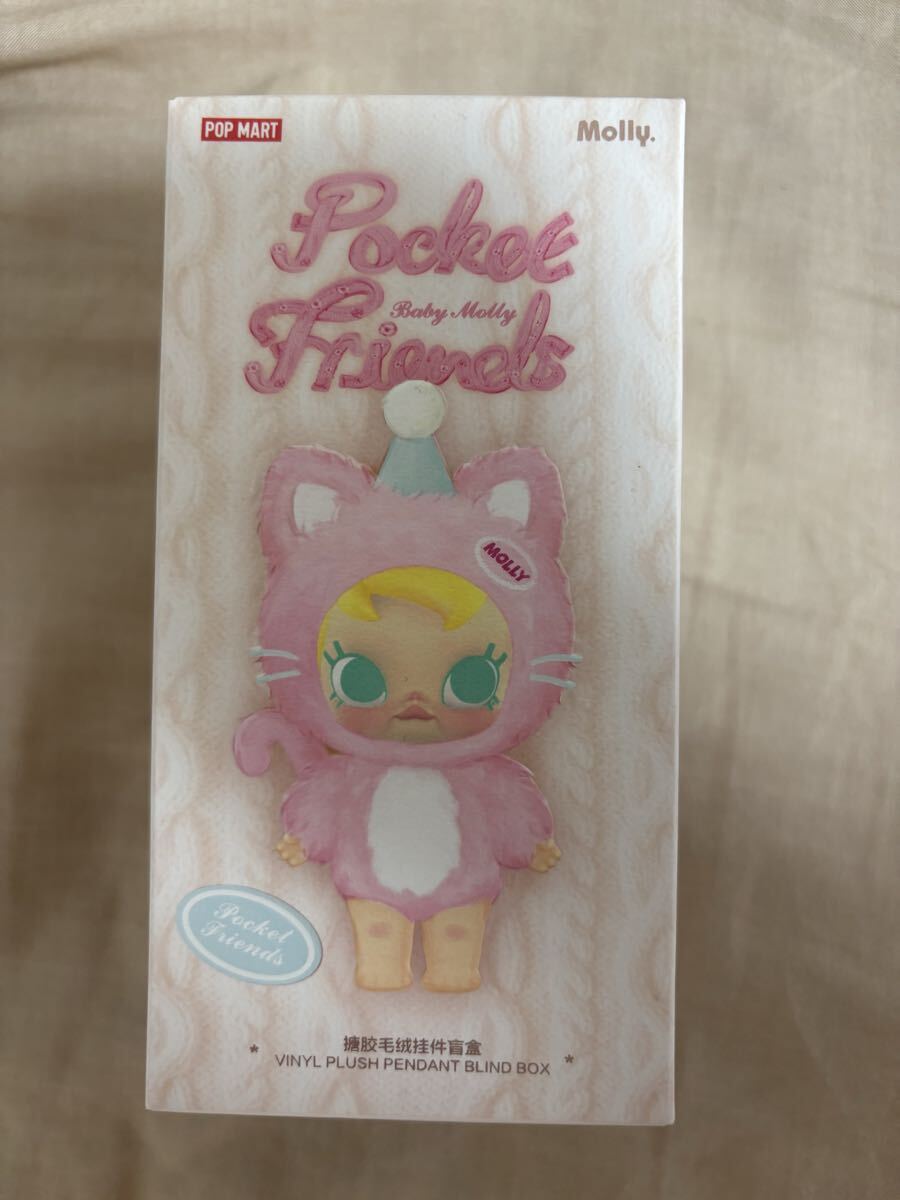 POP MART
Molly.
Pocket
Baby Molly
Friends
MOLLY
Pocket
Friends
* 搪胶毛绒挂件盲盒 *
VINYL PLUSH PENDANT BLIND BOX